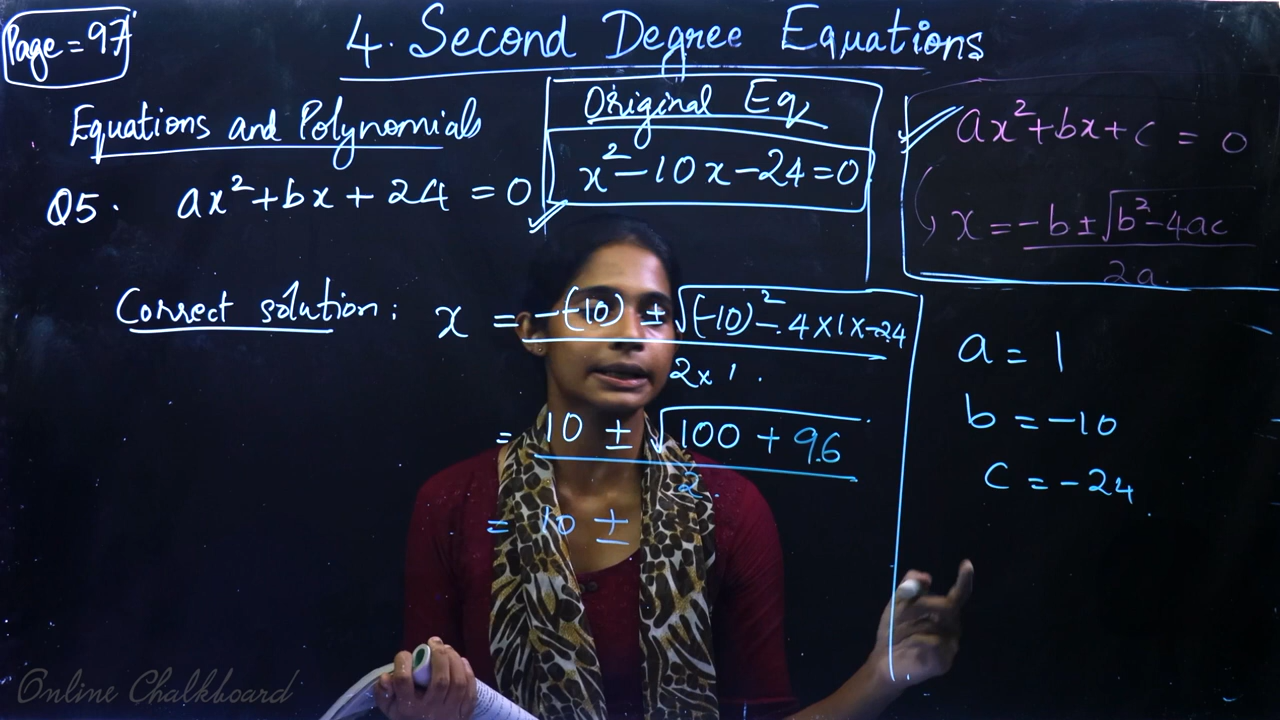 Page = 97
4. Second Degree Equations
Equations and Polynomials
Original Eq
x² - 10x - 24 = 0
ax² + bx + c = 0
x = -b ± √b² - 4ac
2a
Q5. ax² + bx + 24 = 0
Correct solution: x = -(-10) ± √(-10)² - 4 × 1 × -24
2 × 1
= 10 ± √100 + 96
2
= 10 ±
a = 1
b = -10
c = -24
Online Chalkboard